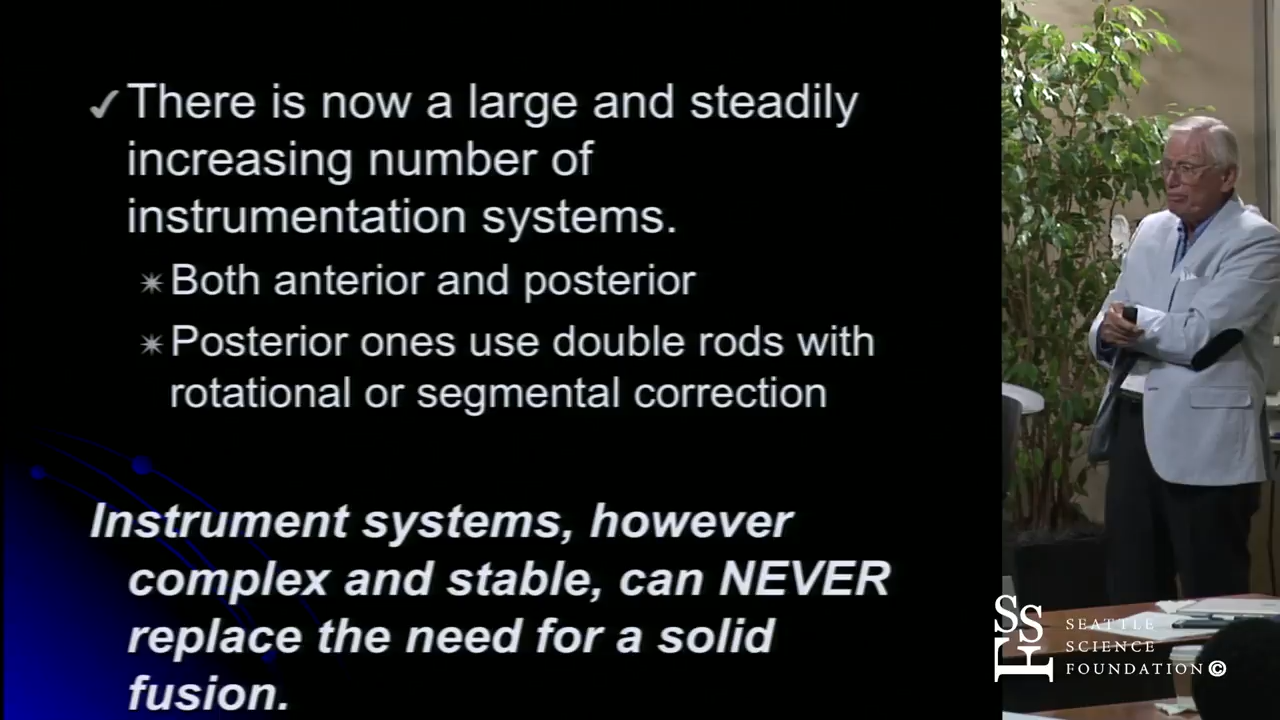 There is now a large and steadily
increasing number of
instrumentation systems.
Both anterior and posterior
Posterior ones use double rods with
rotational or segmental correction
Instrument systems, however
complex and stable, can NEVER
replace the need for a solid
fusion.
SSF
SEATTLE
SCIENCE
FOUNDATION©